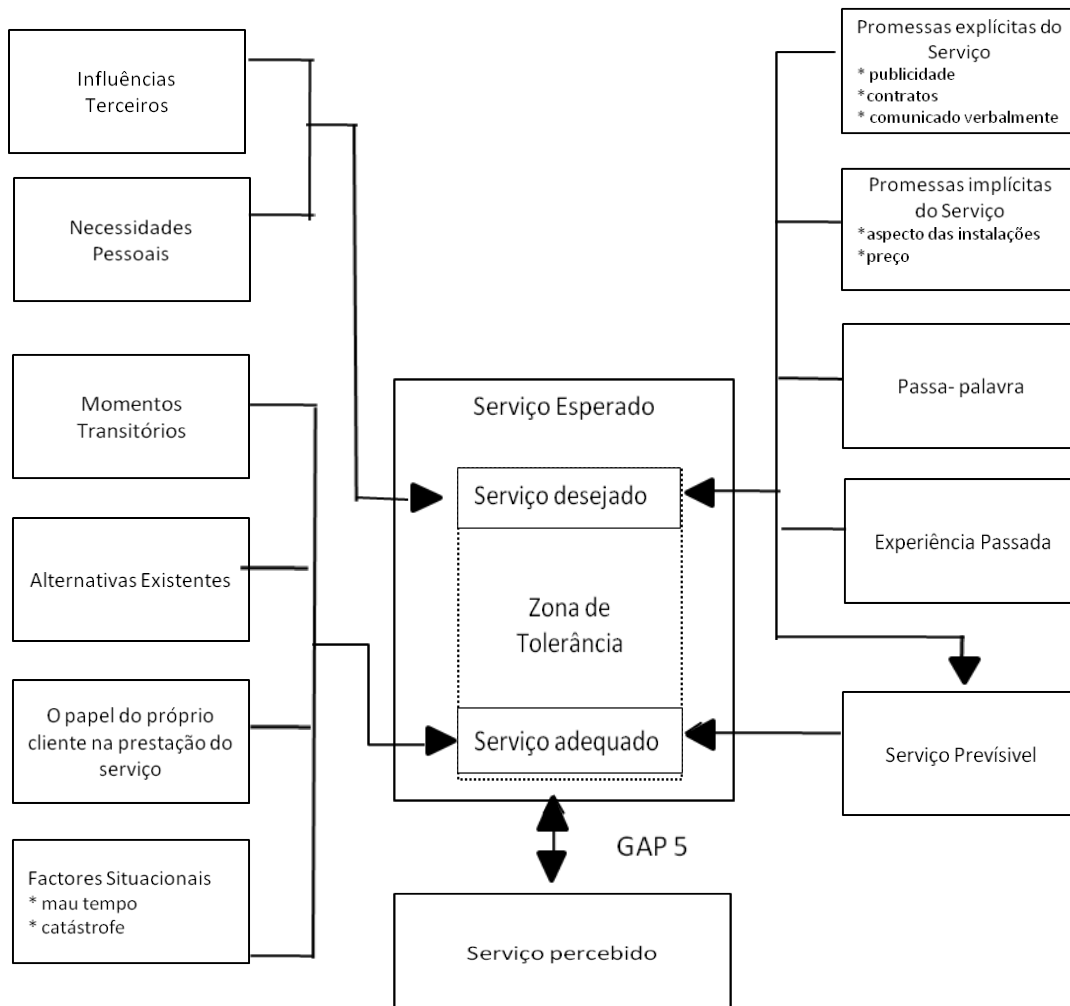 Influências
Terceiros
Necessidades
Pessoais
Momentos
Transitórios
Alternativas Existentes
O papel do próprio
cliente na prestação do
serviço
Factores Situacionais
* mau tempo
* catástrofe
Serviço Esperado
Serviço desejado
Zona de
Tolerância
Serviço adequado
GAP 5
Serviço percebido
Promessas explícitas do
Serviço
* publicidade
*contratos
* comunicado verbalmente
Promessas implícitas
do Serviço
*aspecto das instalações
*preço
Passa- palavra
Experiência Passada
Serviço Prevísivel